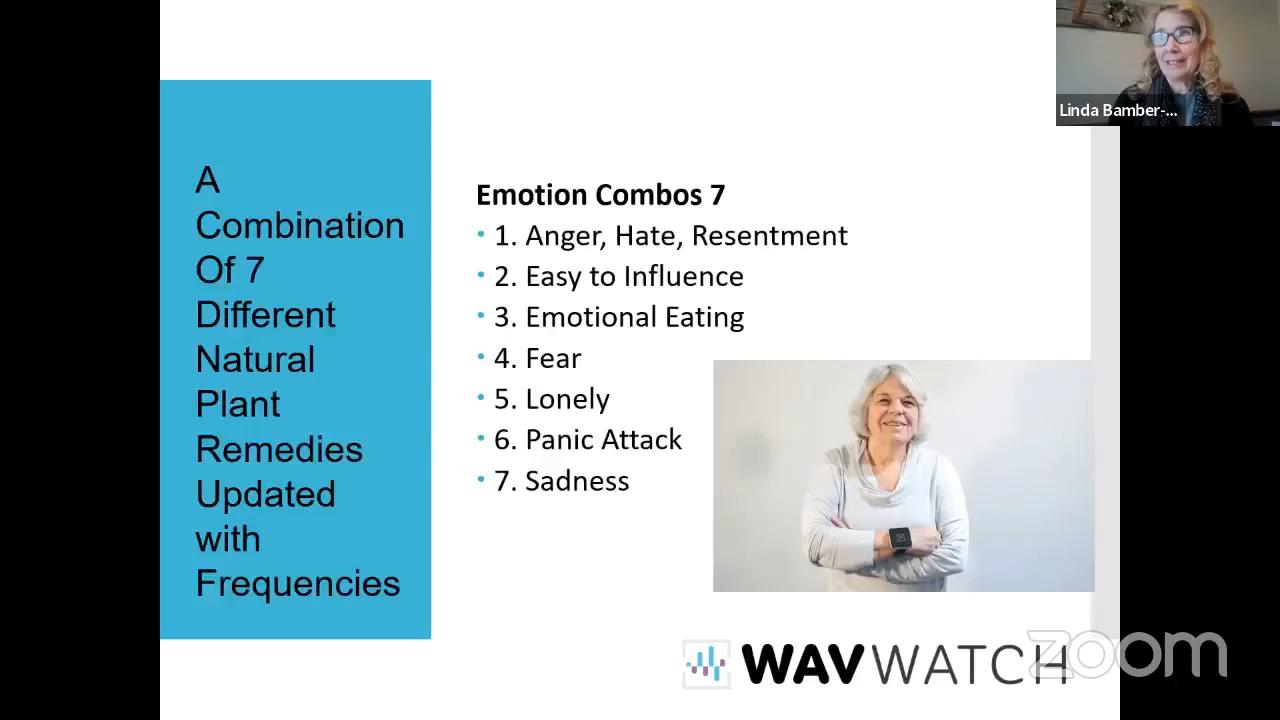 A
Combination
Of 7
Different
Natural
Plant
Remedies
Updated
with
Frequencies
Emotion Combos 7
• 1. Anger, Hate, Resentment
• 2. Easy to Influence
• 3. Emotional Eating
• 4. Fear
• 5. Lonely
• 6. Panic Attack
• 7. Sadness
Linda Bamber-...
WAVWATCH
zoom